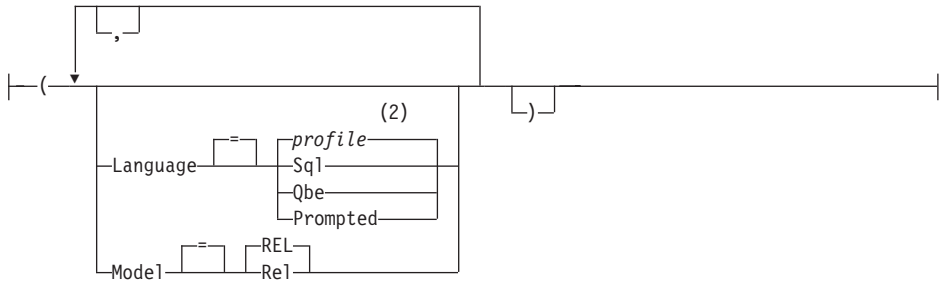 ,
(
(2)
= profile
Language Sql )
Qbe
Prompted
= REL
Model Rel